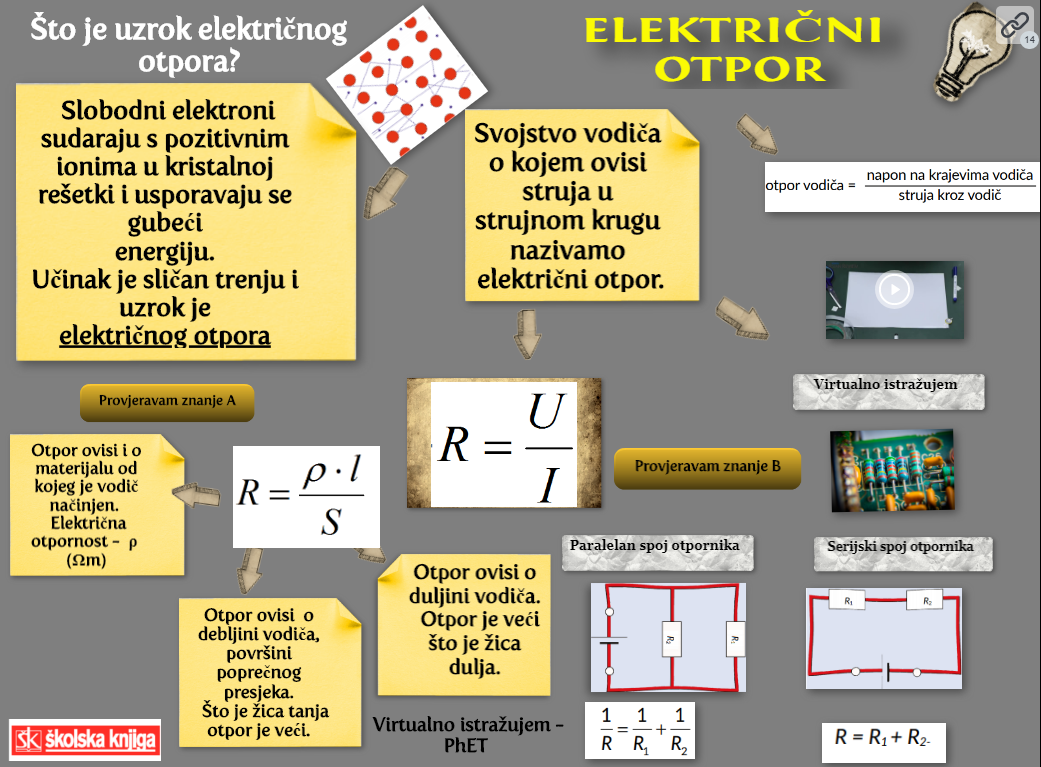 Što je uzrok električnog
otpora?
ELEKTRIČNI
OTPOR
14
Slobodni elektroni
sudaraju s pozitivnim
ionima u kristalnoj
rešetki i usporavaju se
gubeći
energiju.
Učinak je sličan trenju i
uzrok je
električnog otpora
Svojstvo vodiča
o kojem ovisi
struja u
strujnom krugu
nazivamo
električni otpor.
otpor vodiča = napon na krajevima vodiča
struja kroz vodič
Virtualno istražujem
Provjeravam znanje A
R = U / I
Provjeravam znanje B
Otpor ovisi i o
materijalu od
kojeg je vodič
načinjen.
Električna
otpornost – ρ
(Ωm)
R = ρ · l / S
Otpor ovisi o
debljini vodiča,
površini
poprečnog
presjeka.
Što je žica tanja
otpor je veći.
Otpor ovisi o
duljini vodiča.
Otpor je veći
što je žica
dulja.
Paralelan spoj otpornika
R₂
R₁
1/R = 1/R₁ + 1/R₂
Serijski spoj otpornika
R₁
R₂
R = R₁ + R₂-
Virtualno istražujem –
PhET
šk školska knjiga